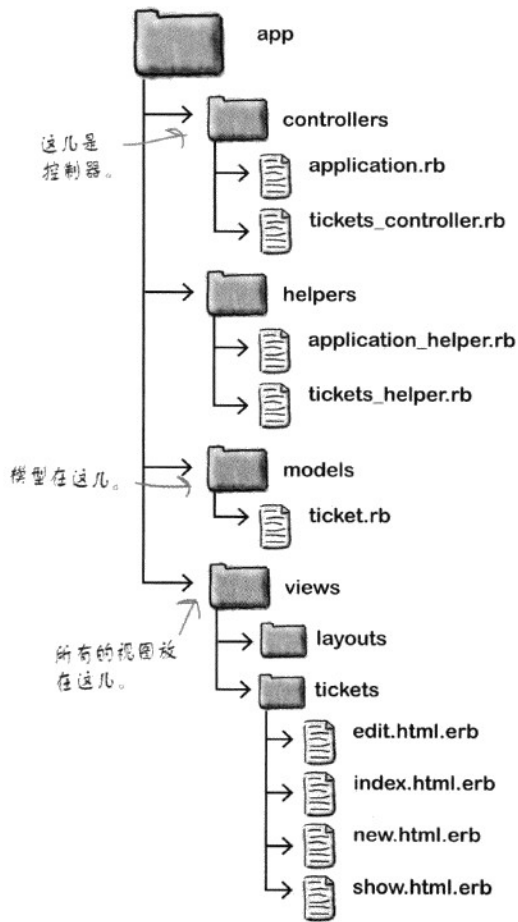 app
controllers
这儿是
控制器。
application.rb
tickets_controller.rb
helpers
application_helper.rb
tickets_helper.rb
models
模型在这儿。
ticket.rb
views
所有的视图放
在这儿。
layouts
tickets
edit.html.erb
index.html.erb
new.html.erb
show.html.erb